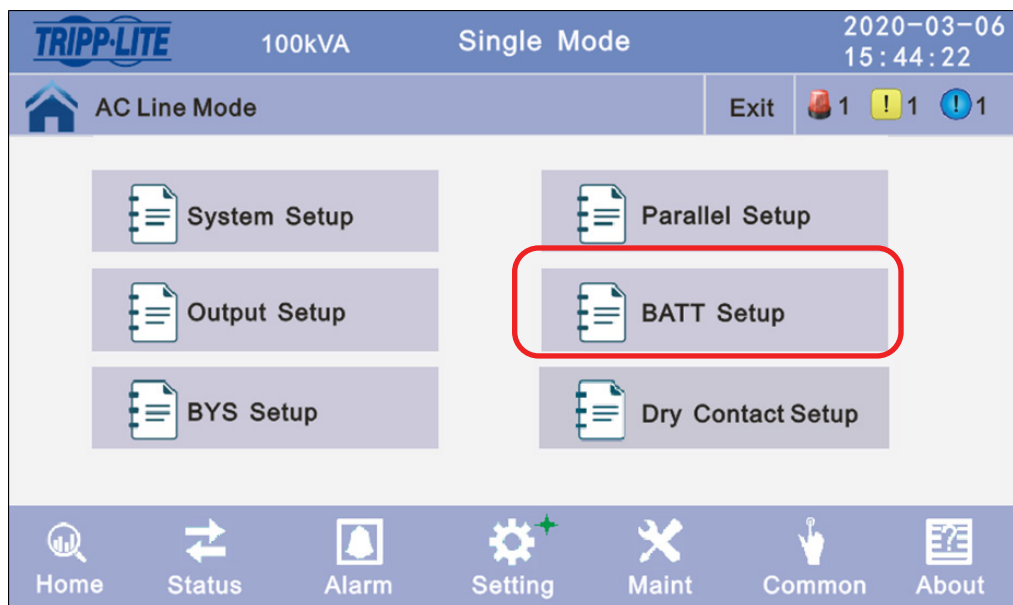 TRIPP·LITE 100kVA Single Mode 2020-03-06
15:44:22
AC Line Mode Exit 1 ! 1 ! 1
System Setup Parallel Setup
Output Setup BATT Setup
BYS Setup Dry Contact Setup
Home Status Alarm Setting Maint Common About